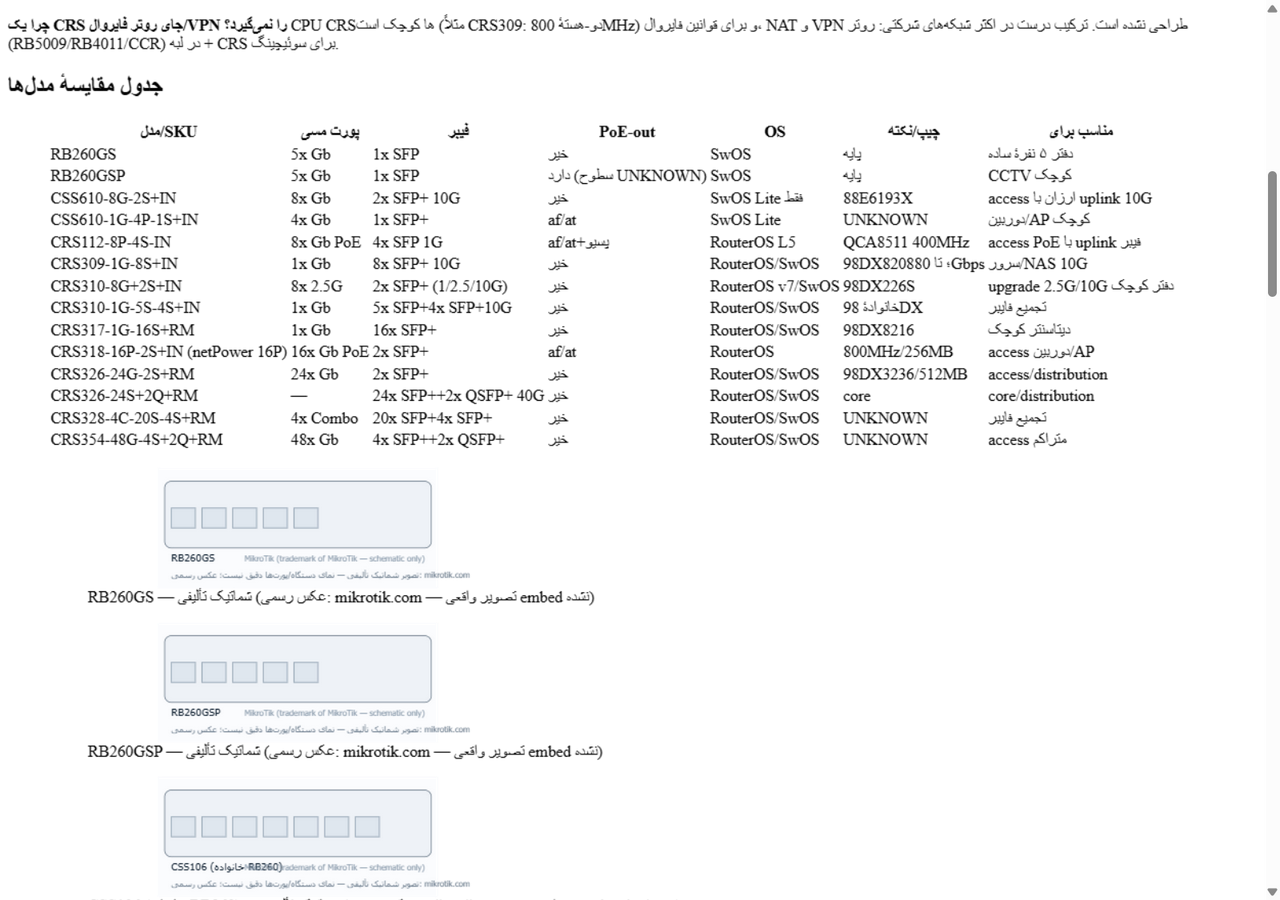 چرا یک CRS جای روتر فایروال/VPN را نمی‌گیرد؟ CPU CRSها کوچک است (مثلاً CRS309: 800MHz دو-هستهٔ) و برای قوانین فایروال، NAT و VPN طراحی نشده است. ترکیب درست در اکثر شبکه‌های شرکتی: روتر
(RB5009/RB4011/CCR) در لبه + CRS برای سوئیچینگ.
جدول مقایسهٔ مدل‌ها
مدل/SKU پورت مسی فیبر PoE-out OS چیپ/نکته مناسب برای
RB260GS 5x Gb 1x SFP خیر SwOS پایه دفتر ۵ نفرهٔ ساده
RB260GSP 5x Gb 1x SFP دارد (سطوح UNKNOWN) SwOS پایه CCTV کوچک
CSS610-8G-2S+IN 8x Gb 2x SFP+ 10G خیر SwOS Lite فقط 88E6193X access ارزان با uplink 10G
CSS610-1G-4P-1S+IN 4x Gb 1x SFP+ af/at SwOS Lite UNKNOWN دوربین/AP کوچک
CRS112-8P-4S-IN 8x Gb PoE 4x SFP 1G af/at+پسیو RouterOS L5 QCA8511 400MHz access PoE با uplink فیبر
CRS309-1G-8S+IN 1x Gb 8x SFP+ 10G خیر RouterOS/SwOS 98DX8208؛ تا 80Gbps سرور/NAS 10G
CRS310-8G+2S+IN 8x 2.5G 2x SFP+ (1/2.5/10G) خیر RouterOS v7/SwOS 98DX226S upgrade 2.5G/10G دفتر کوچک
CRS310-1G-5S-4S+IN 1x Gb 5x SFP+4x SFP+10G خیر RouterOS/SwOS خانوادهٔ 98DX تجمیع فایبر
CRS317-1G-16S+RM 1x Gb 16x SFP+ خیر RouterOS/SwOS 98DX8216 دیتاسنتر کوچک
CRS318-16P-2S+IN (netPower 16P) 16x Gb PoE 2x SFP+ af/at RouterOS 800MHz/256MB access دوربین/AP
CRS326-24G-2S+RM 24x Gb 2x SFP+ خیر RouterOS/SwOS 98DX3236/512MB access/distribution
CRS326-24S+2Q+RM — 24x SFP++2x QSFP+ 40G خیر RouterOS/SwOS core core/distribution
CRS328-4C-20S-4S+RM 4x Combo 20x SFP+4x SFP+ خیر RouterOS/SwOS UNKNOWN تجمیع فایبر
CRS354-48G-4S+2Q+RM 48x Gb 4x SFP++2x QSFP+ خیر RouterOS/SwOS UNKNOWN access متراکم
RB260GS MikroTik (trademark of MikroTik — schematic only)
تصویر شماتیک تألیفی — نمای دستگاه/پورت‌ها دقیق نیست؛ عکس رسمی: mikrotik.com
RB260GS — شماتیک تألیفی (عکس رسمی: mikrotik.com — تصویر واقعی embed نشده)
RB260GSP MikroTik (trademark of MikroTik — schematic only)
تصویر شماتیک تألیفی — نمای دستگاه/پورت‌ها دقیق نیست؛ عکس رسمی: mikrotik.com
RB260GSP — شماتیک تألیفی (عکس رسمی: mikrotik.com — تصویر واقعی embed نشده)
CSS106 (خانواده RB260) trademark of MikroTik — schematic only)
تصویر شماتیک تألیفی — نمای دستگاه/پورت‌ها دقیق نیست؛ عکس رسمی: mikrotik.com